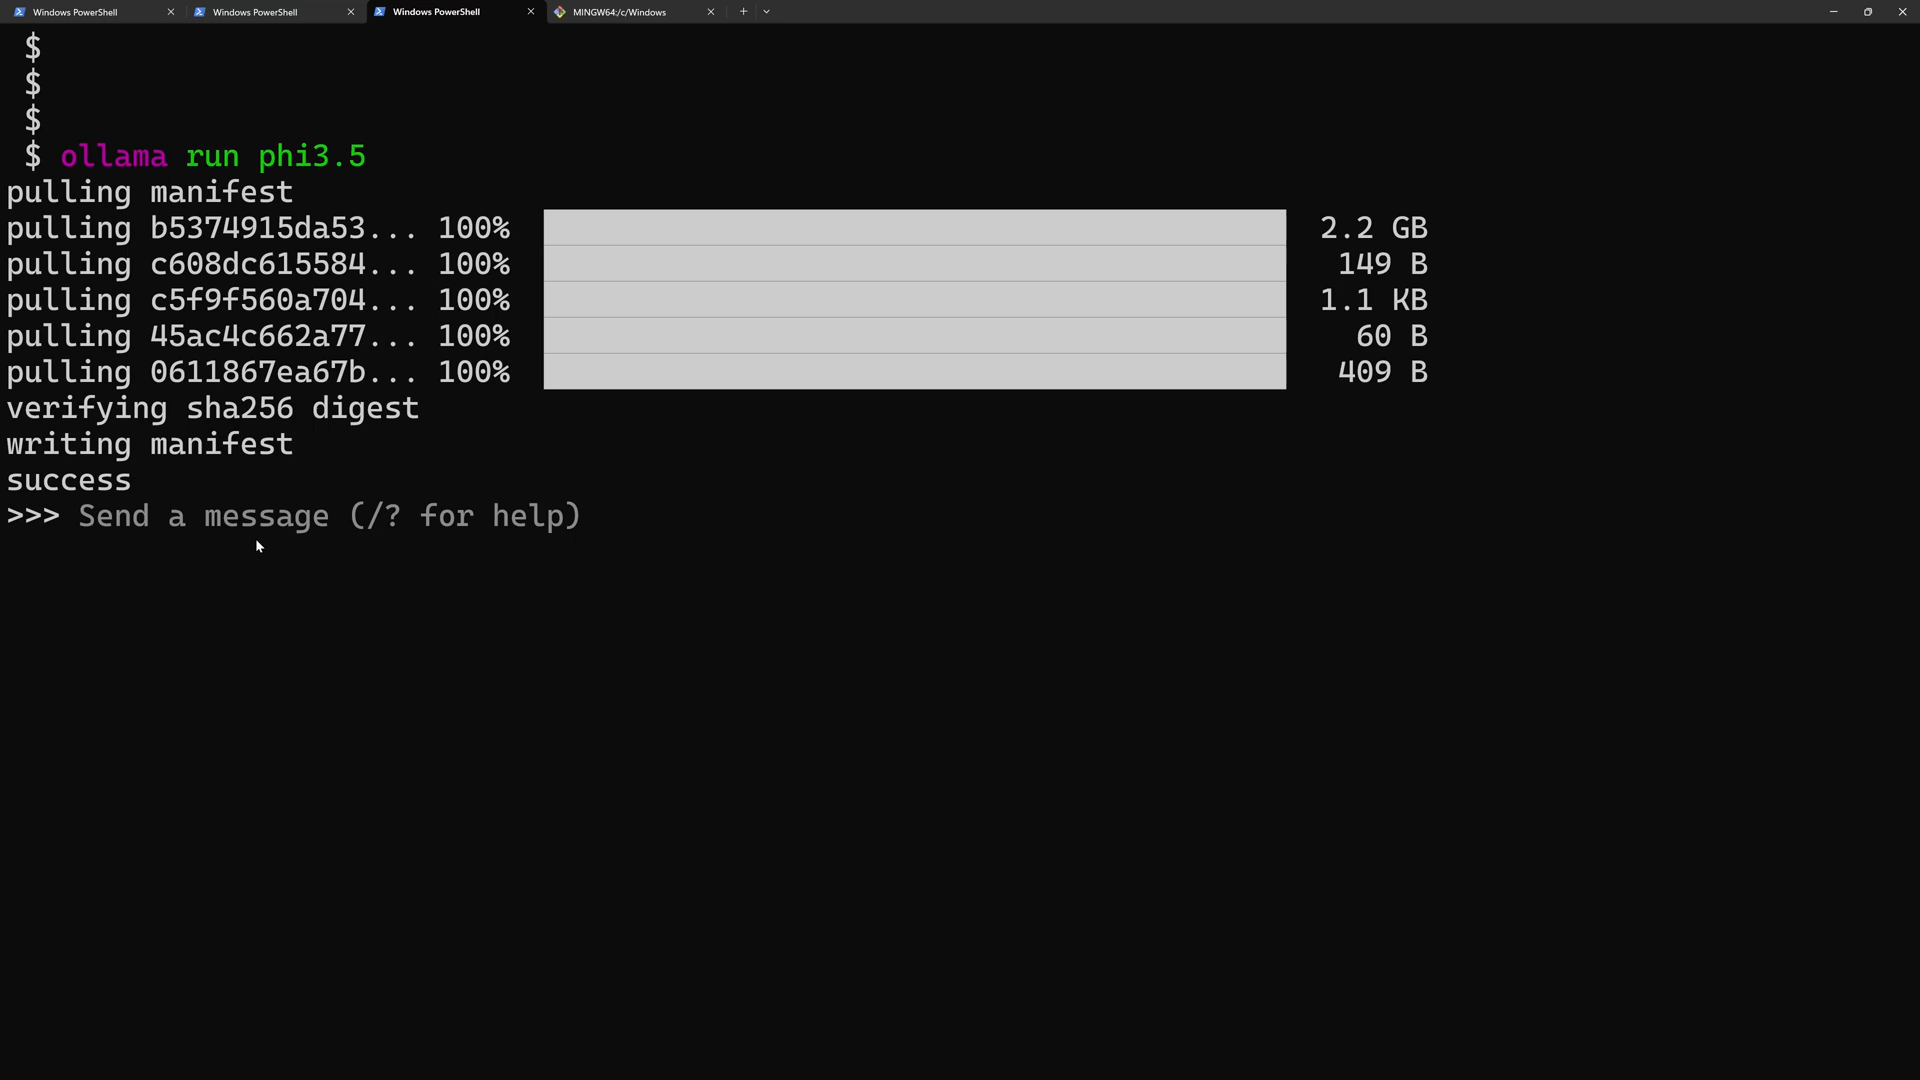 Windows PowerShell Windows PowerShell Windows PowerShell MINGW64:/c/Windows
$
$
$
$ ollama run phi3.5
pulling manifest
pulling b5374915da53... 100% 2.2 GB
pulling c608dc615584... 100% 149 B
pulling c5f9f560a704... 100% 1.1 KB
pulling 45ac4c662a77... 100% 60 B
pulling 0611867ea67b... 100% 409 B
verifying sha256 digest
writing manifest
success
>>> Send a message (/? for help)